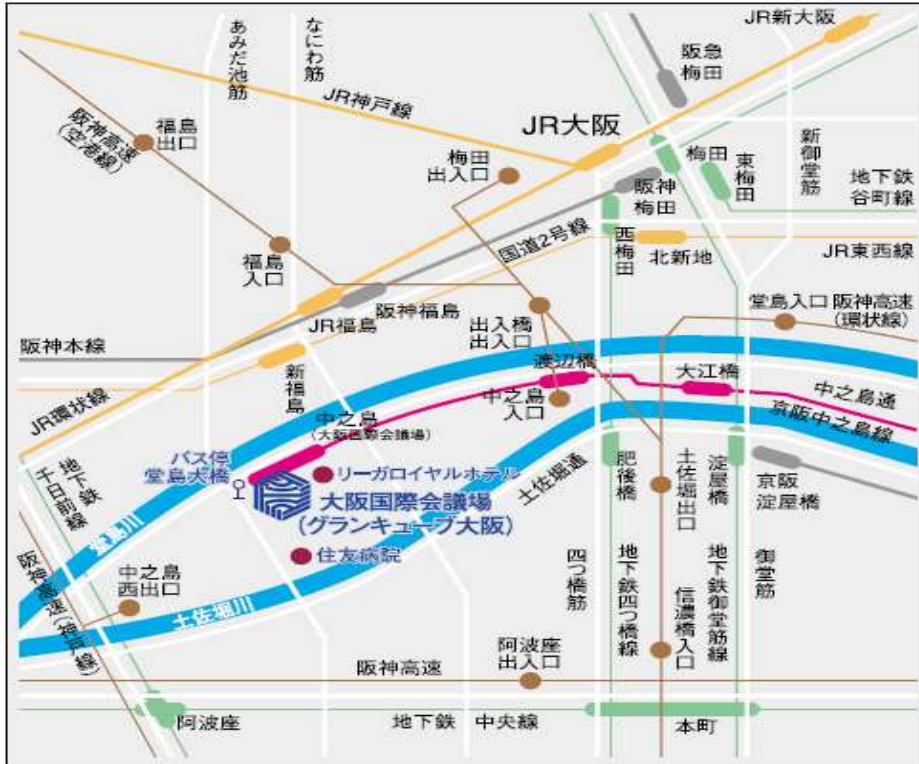 JR新大阪
あみだ池筋
なにわ筋
阪急
梅田
JR神戸線
JR大阪
阪神高速
(空港線)
福島
出口
梅田
出入口
梅田
東梅田
新御堂筋
阪神
梅田
地下鉄
谷町線
国道2号線
西梅田
北新地
JR東西線
福島
入口
JR福島
阪神福島
出入橋
出入口
堂島入口
阪神高速
(環状線)
阪神本線
新福島
渡辺橋
大江橋
中之島
入口
中之島通
京阪中之島線
JR環状線
中之島
(大阪国際会議場)
バス停
堂島大橋
リーガロイヤルホテル
土佐堀通
地下鉄
千日前線
大阪国際会議場
(グランキューブ大阪)
肥後橋
土佐堀出口
淀屋橋
京阪
淀屋橋
堂島川
住友病院
阪神高速(神戸線)
中之島
西出口
土佐堀川
四つ橋筋
地下鉄四つ橋線
信濃橋入口
地下鉄御堂筋線
御堂筋
阪神高速
阿波座
出入口
阿波座
地下鉄 中央線
本町